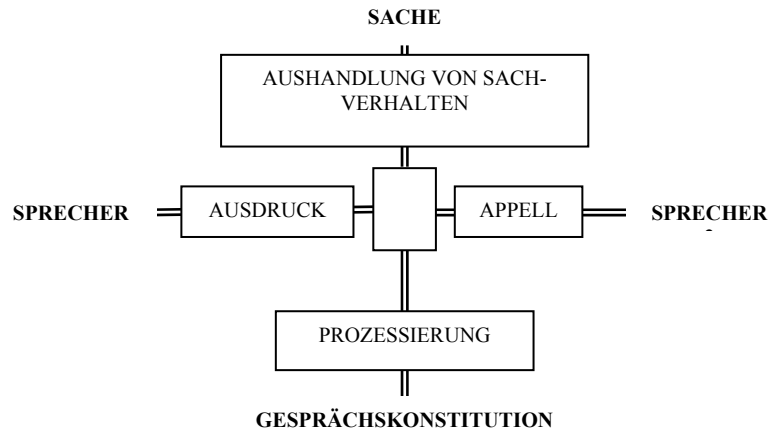 SACHE
AUSHANDLUNG VON SACH-
VERHALTEN
SPRECHER AUSDRUCK APPELL SPRECHER
PROZESSIERUNG
GESPRÄCHSKONSTITUTION